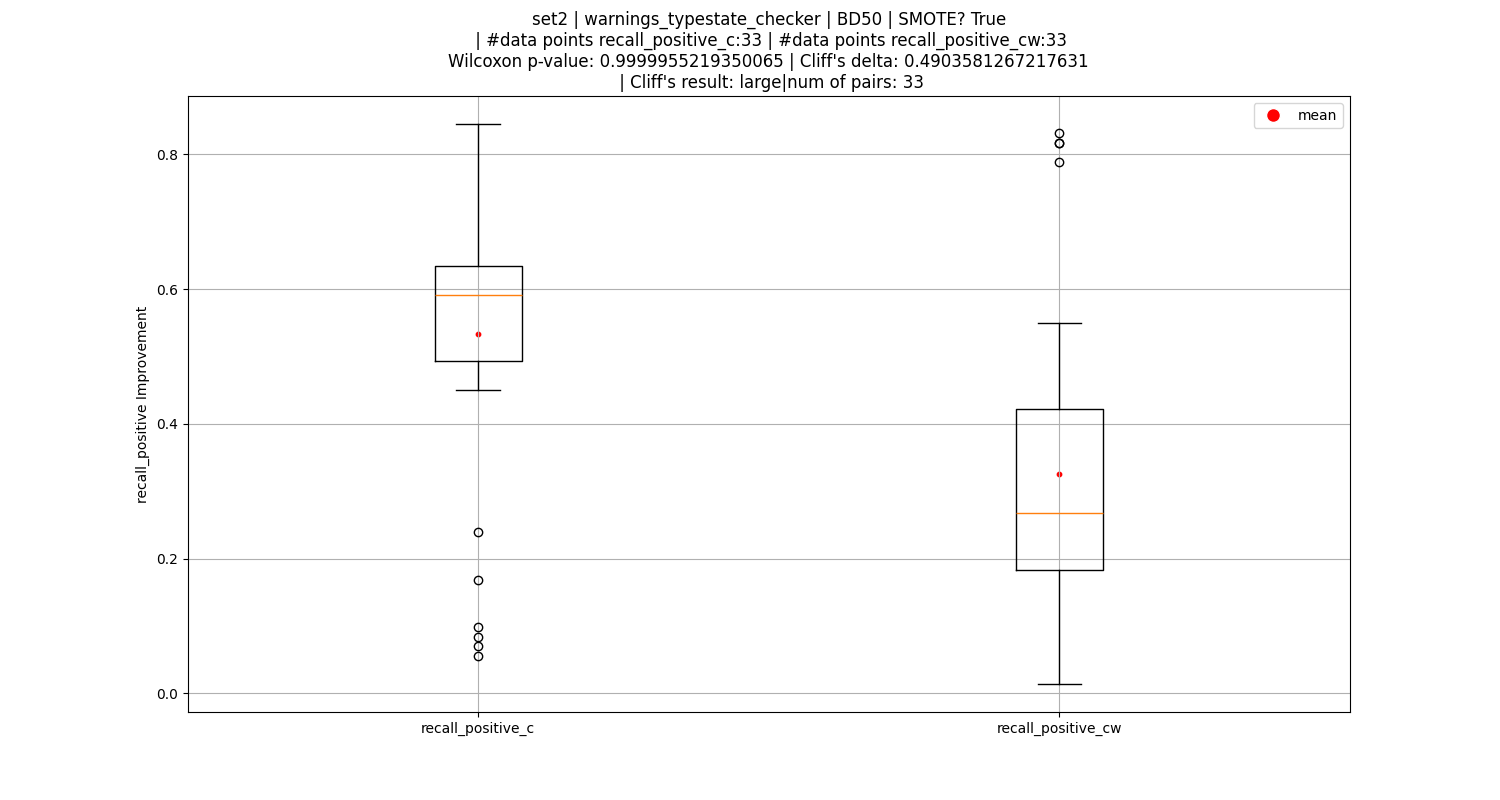 set2 | warnings_typestate_checker | BD50 | SMOTE? True
| #data points recall_positive_c:33 | #data points recall_positive_cw:33
Wilcoxon p-value: 0.9999955219350065 | Cliff's delta: 0.4903581267217631
| Cliff's result: large|num of pairs: 33
mean
0.8
0.6
0.4
0.2
0.0
recall_positive Improvement
recall_positive_c
recall_positive_cw